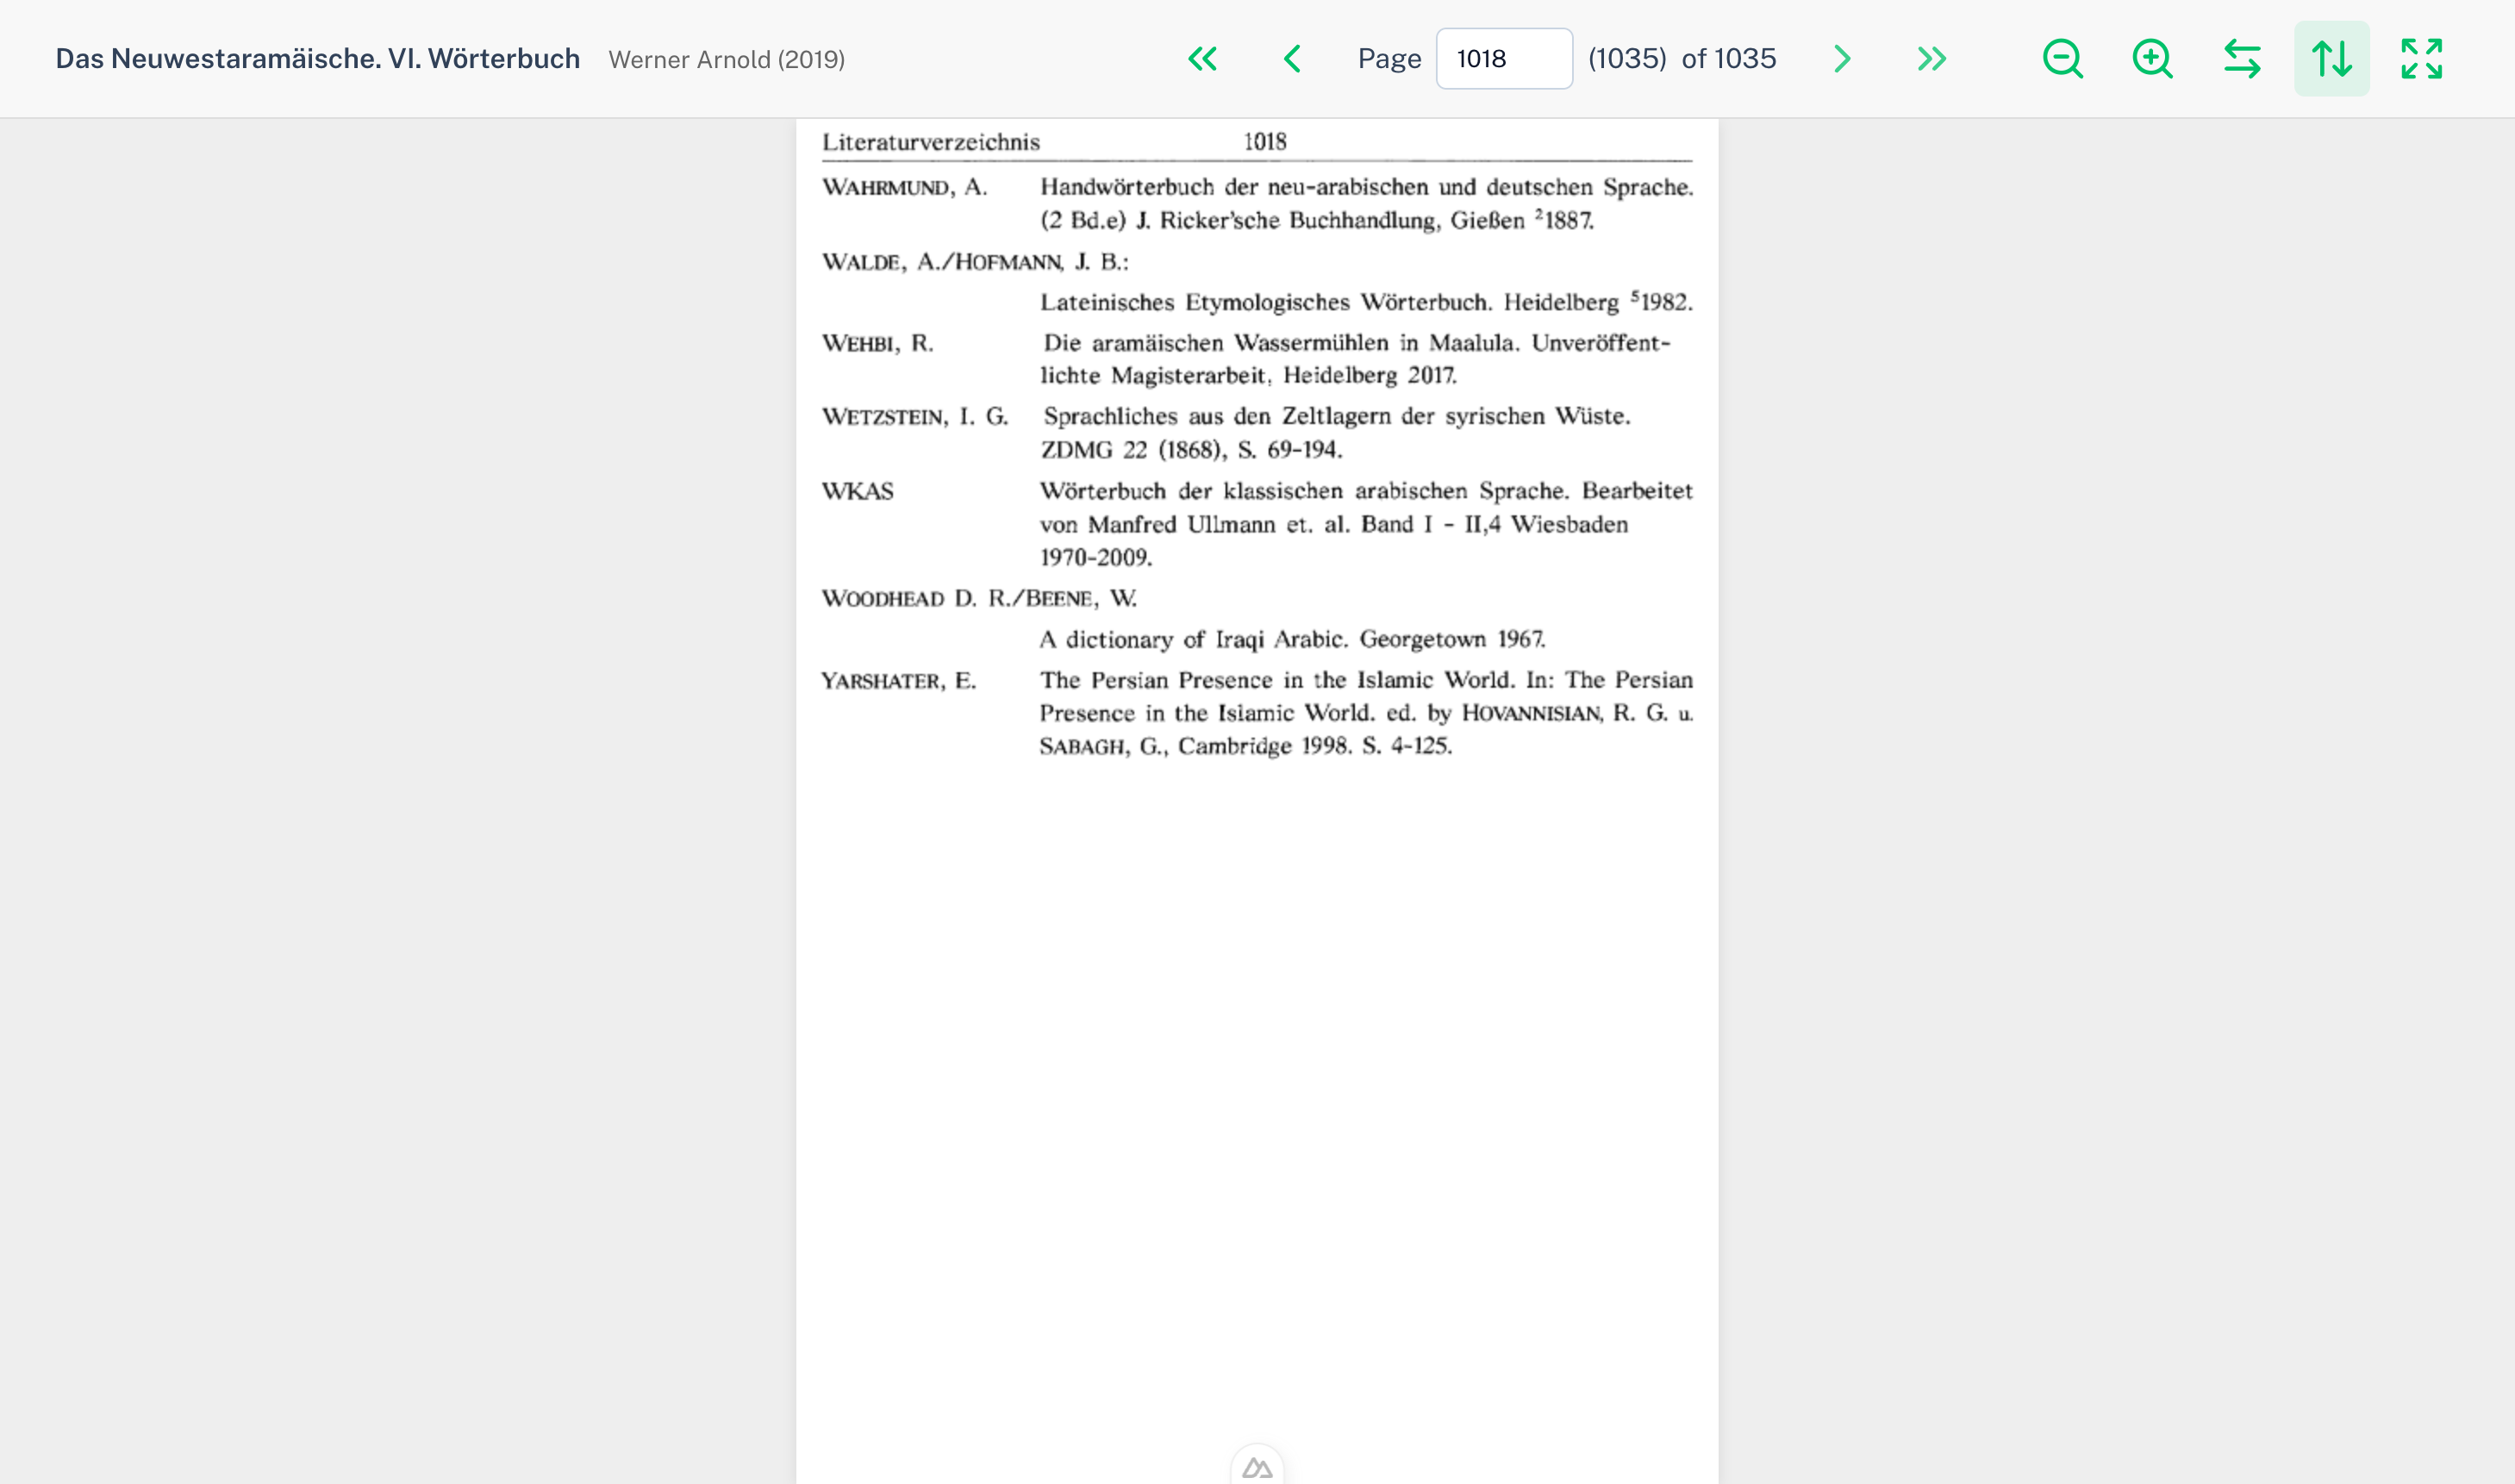 Das Neuwestaramäische. VI. Wörterbuch Werner Arnold (2019) Page 1018 (1035) of 1035
Literaturverzeichnis 1018
WAHRMUND, A. Handwörterbuch der neu-arabischen und deutschen Sprache.
(2 Bd.e) J. Ricker'sche Buchhandlung, Gießen ²1887.
WALDE, A./HOFMANN, J. B.:
Lateinisches Etymologisches Wörterbuch. Heidelberg ⁵1982.
WEHBI, R. Die aramäischen Wassermühlen in Maalula. Unveröffent-
lichte Magisterarbeit, Heidelberg 2017.
WETZSTEIN, I. G. Sprachliches aus den Zeltlagern der syrischen Wüste.
ZDMG 22 (1868), S. 69-194.
WKAS Wörterbuch der klassischen arabischen Sprache. Bearbeitet
von Manfred Ullmann et. al. Band I - II,4 Wiesbaden
1970-2009.
WOODHEAD D. R./BEENE, W.
A dictionary of Iraqi Arabic. Georgetown 1967.
YARSHATER, E. The Persian Presence in the Islamic World. In: The Persian
Presence in the Islamic World. ed. by HOVANNISIAN, R. G. u.
SABAGH, G., Cambridge 1998. S. 4-125.